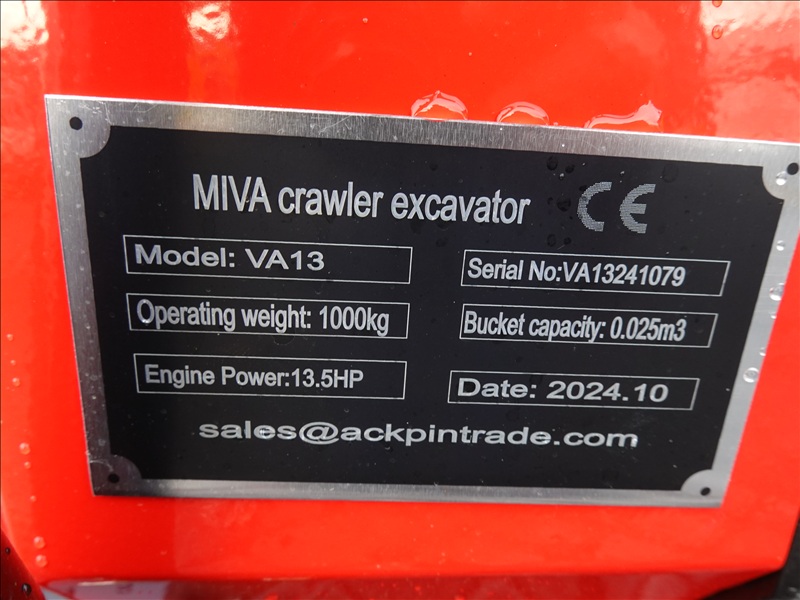 MIVA crawler excavator CE
Model: VA13
Serial No:VA13241079
Operating weight: 1000kg
Bucket capacity: 0.025m3
Engine Power:13.5HP
Date: 2024.10
sales@ackpintrade.com